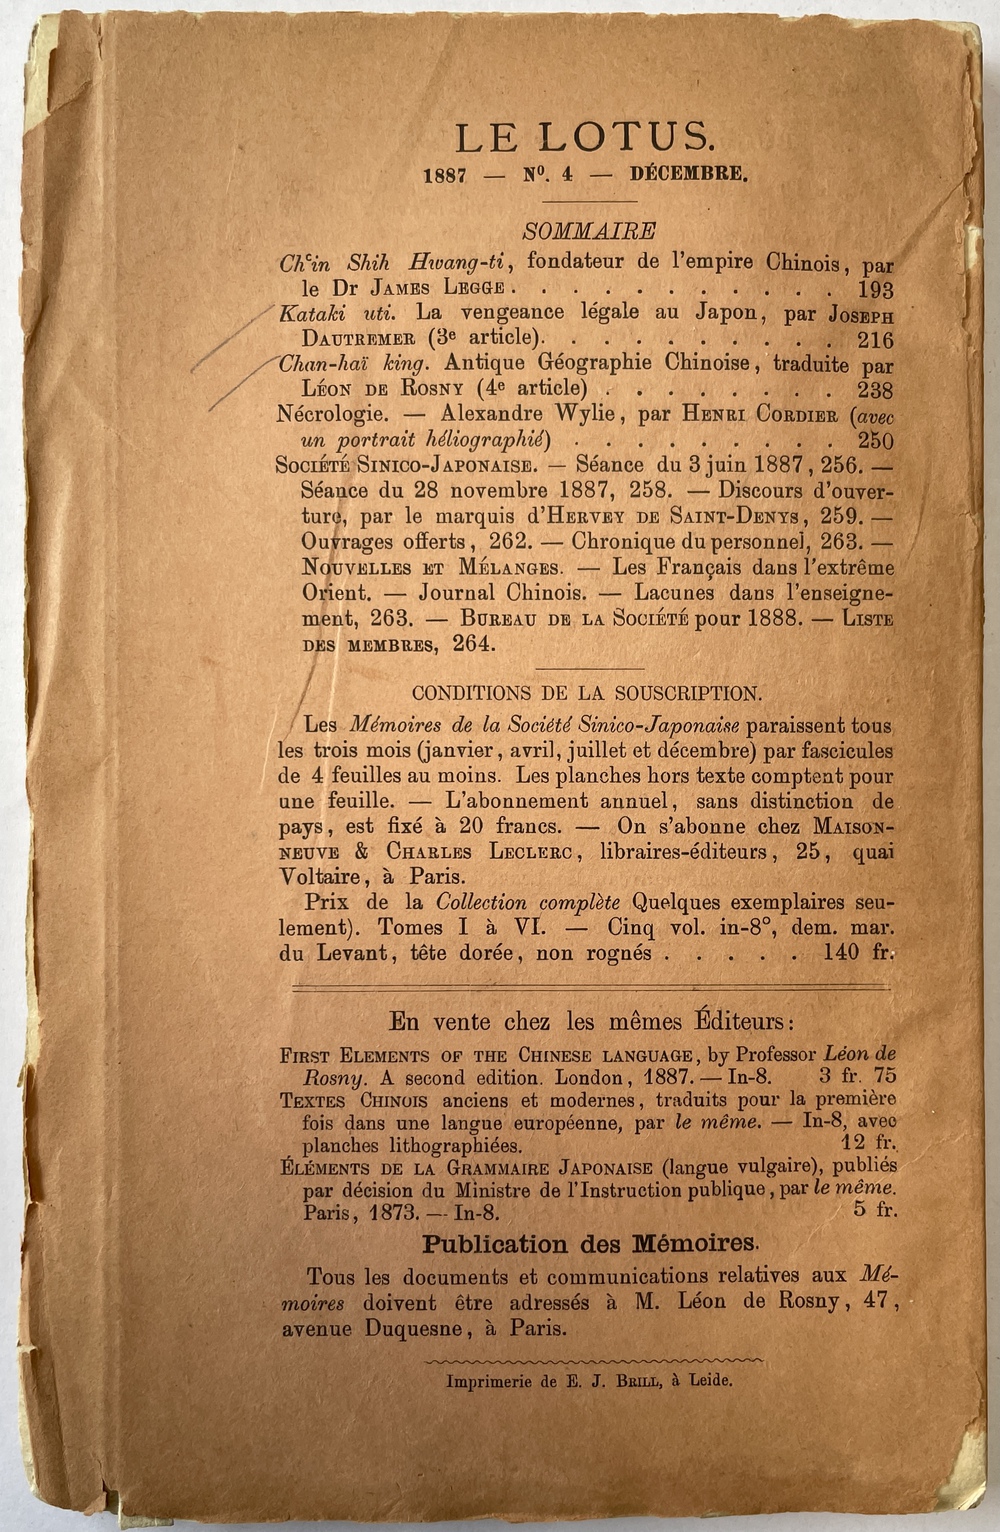 LE LOTUS.
1887 — Nº. 4 — DÉCEMBRE.
SOMMAIRE
Chʿin Shih Hwang-ti, fondateur de l'empire Chinois, par
le Dr JAMES LEGGE . . . . . . . . . . . . 193
Kataki uti. La vengeance légale au Japon, par JOSEPH
DAUTREMER (3e article). . . . . . . . . . . 216
Chan-haï king. Antique Géographie Chinoise, traduite par
LÉON DE ROSNY (4e article) . . . . . . . . . 238
Nécrologie. — Alexandre Wylie, par HENRI CORDIER (avec
un portrait héliographié) . . . . . . . . . . 250
SOCIÉTÉ SINICO-JAPONAISE. — Séance du 3 juin 1887, 256. —
Séance du 28 novembre 1887, 258. — Discours d'ouver-
ture, par le marquis d'HERVEY DE SAINT-DENYS, 259. —
Ouvrages offerts, 262. — Chronique du personnel, 263. —
NOUVELLES ET MÉLANGES. — Les Français dans l'extrême
Orient. — Journal Chinois. — Lacunes dans l'enseigne-
ment, 263. — BUREAU DE LA SOCIÉTÉ pour 1888. — LISTE
DES MEMBRES, 264.
CONDITIONS DE LA SOUSCRIPTION.
Les Mémoires de la Société Sinico-Japonaise paraissent tous
les trois mois (janvier, avril, juillet et décembre) par fascicules
de 4 feuilles au moins. Les planches hors texte comptent pour
une feuille. — L'abonnement annuel, sans distinction de
pays, est fixé à 20 francs. — On s'abonne chez MAISON-
NEUVE & CHARLES LECLERC, libraires-éditeurs, 25, quai
Voltaire, à Paris.
Prix de la Collection complète Quelques exemplaires seu-
lement). Tomes I à VI. — Cinq vol. in-8°, dem. mar.
du Levant, tête dorée, non rognés . . . . . 140 fr.
En vente chez les mêmes Éditeurs:
FIRST ELEMENTS OF THE CHINESE LANGUAGE, by Professor Léon de
Rosny. A second edition. London, 1887. — In-8. 3 fr. 75
TEXTES CHINOIS anciens et modernes, traduits pour la première
fois dans une langue européenne, par le même. — In-8, avec
planches lithographiées. 12 fr.
ÉLÉMENTS DE LA GRAMMAIRE JAPONAISE (langue vulgaire), publiés
par décision du Ministre de l'Instruction publique, par le même.
Paris, 1873. — In-8. 5 fr.
Publication des Mémoires.
Tous les documents et communications relatives aux Mé-
moires doivent être adressés à M. Léon de Rosny, 47,
avenue Duquesne, à Paris.
Imprimerie de E. J. BRILL, à Leide.